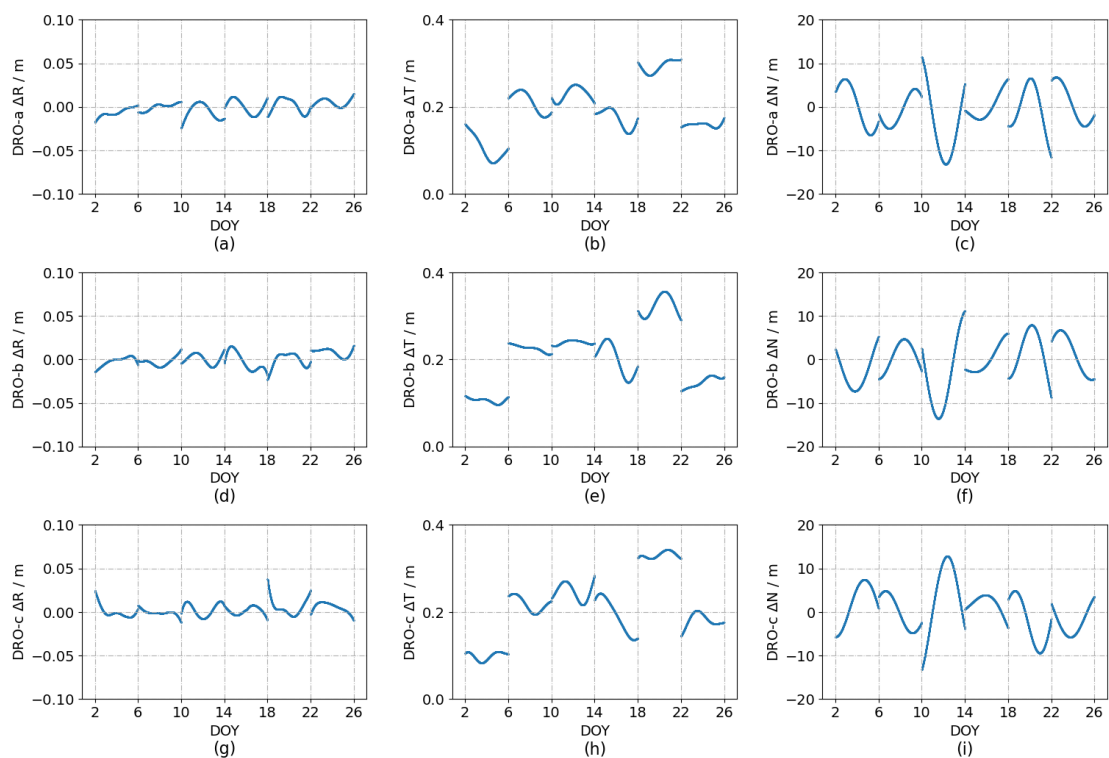 DRO-a ΔR / m
0.10
0.05
0.00
−0.05
−0.10
2 6 10 14 18 22 26
DOY
(a)
DRO-a ΔT / m
0.4
0.2
0.0
2 6 10 14 18 22 26
DOY
(b)
DRO-a ΔN / m
20
10
0
−10
−20
2 6 10 14 18 22 26
DOY
(c)
DRO-b ΔR / m
0.10
0.05
0.00
−0.05
−0.10
2 6 10 14 18 22 26
DOY
(d)
DRO-b ΔT / m
0.4
0.2
0.0
2 6 10 14 18 22 26
DOY
(e)
DRO-b ΔN / m
20
10
0
−10
−20
2 6 10 14 18 22 26
DOY
(f)
DRO-c ΔR / m
0.10
0.05
0.00
−0.05
−0.10
2 6 10 14 18 22 26
DOY
(g)
DRO-c ΔT / m
0.4
0.2
0.0
2 6 10 14 18 22 26
DOY
(h)
DRO-c ΔN / m
20
10
0
−10
−20
2 6 10 14 18 22 26
DOY
(i)